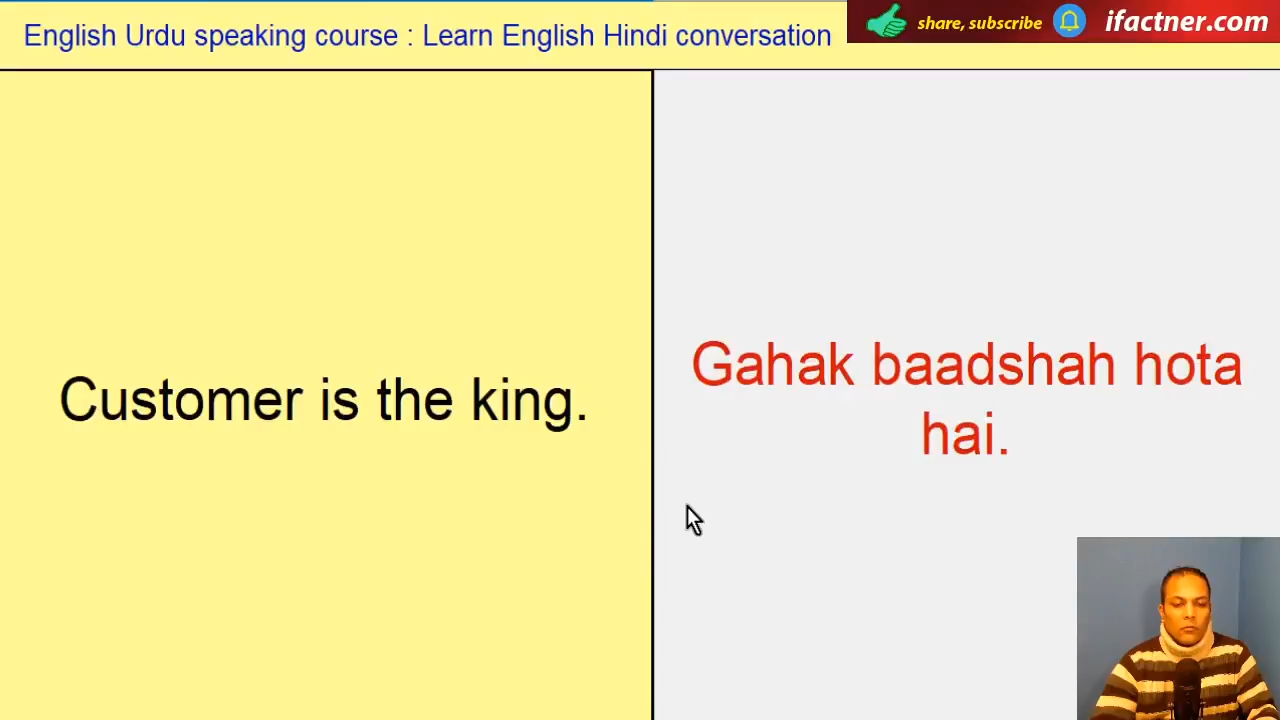 English Urdu speaking course : Learn English Hindi conversation
share, subscribe
ifactner.com
Customer is the king.
Gahak baadshah hota
hai.